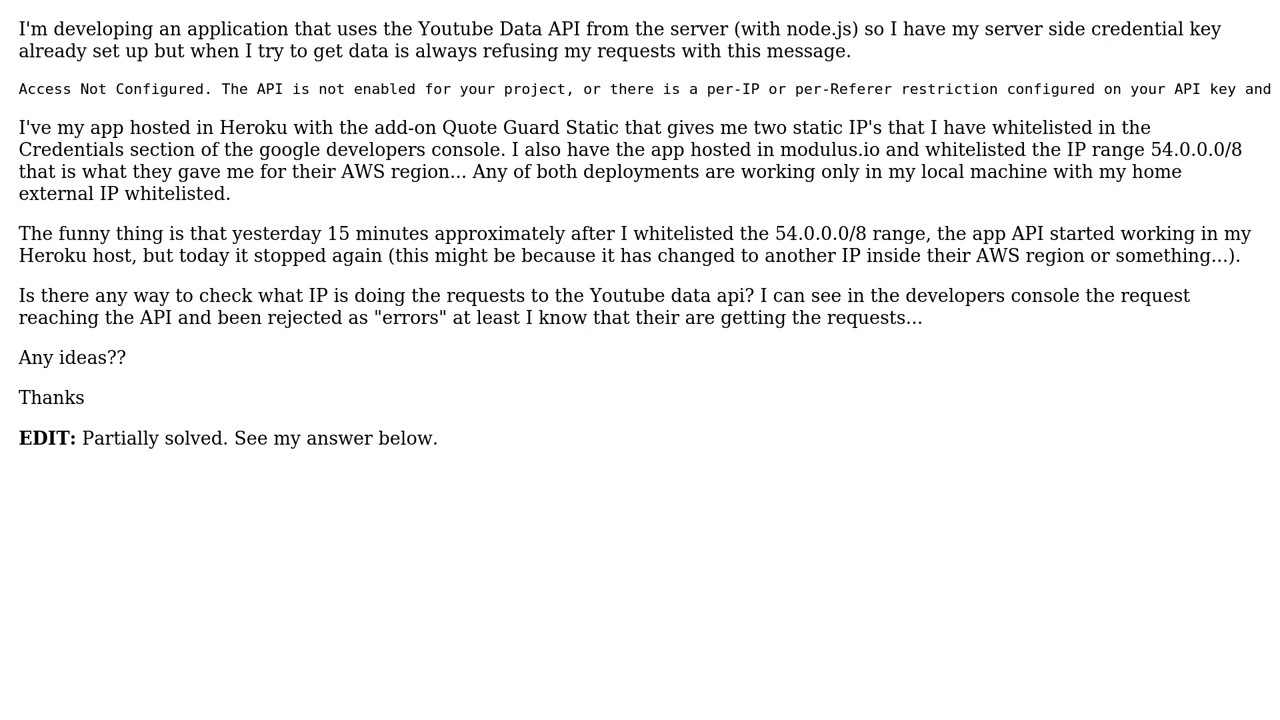 I'm developing an application that uses the Youtube Data API from the server (with node.js) so I have my server side credential key
already set up but when I try to get data is always refusing my requests with this message.
Access Not Configured. The API is not enabled for your project, or there is a per-IP or per-Referer restriction configured on your API key and
I've my app hosted in Heroku with the add-on Quote Guard Static that gives me two static IP's that I have whitelisted in the
Credentials section of the google developers console. I also have the app hosted in modulus.io and whitelisted the IP range 54.0.0.0/8
that is what they gave me for their AWS region... Any of both deployments are working only in my local machine with my home
external IP whitelisted.
The funny thing is that yesterday 15 minutes approximately after I whitelisted the 54.0.0.0/8 range, the app API started working in my
Heroku host, but today it stopped again (this might be because it has changed to another IP inside their AWS region or something...).
Is there any way to check what IP is doing the requests to the Youtube data api? I can see in the developers console the request
reaching the API and been rejected as "errors" at least I know that their are getting the requests...
Any ideas??
Thanks
EDIT: Partially solved. See my answer below.